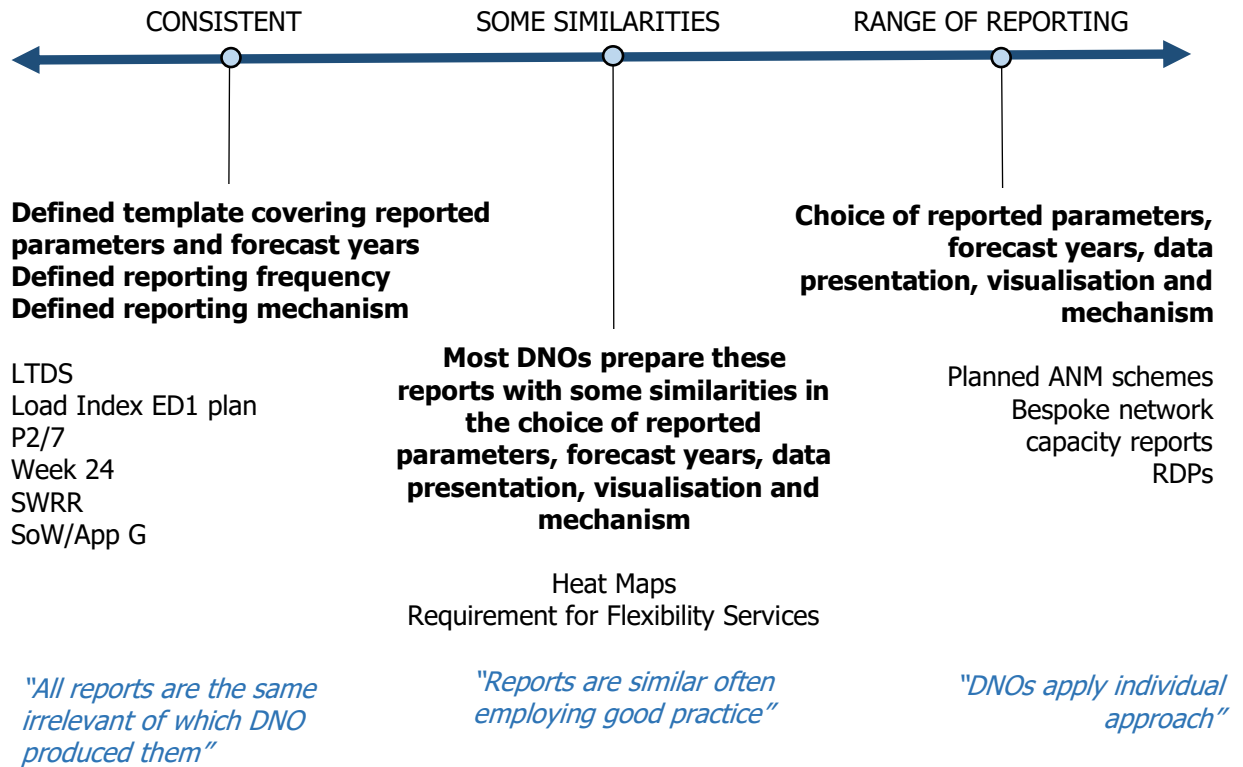 CONSISTENT
SOME SIMILARITIES
RANGE OF REPORTING
Defined template covering reported
parameters and forecast years
Defined reporting frequency
Defined reporting mechanism
LTDS
Load Index ED1 plan
P2/7
Week 24
SWRR
SoW/App G
"All reports are the same
irrelevant of which DNO
produced them"
Most DNOs prepare these
reports with some similarities in
the choice of reported
parameters, forecast years, data
presentation, visualisation and
mechanism
Heat Maps
Requirement for Flexibility Services
"Reports are similar often
employing good practice"
Choice of reported parameters,
forecast years, data
presentation, visualisation and
mechanism
Planned ANM schemes
Bespoke network
capacity reports
RDPs
"DNOs apply individual
approach"